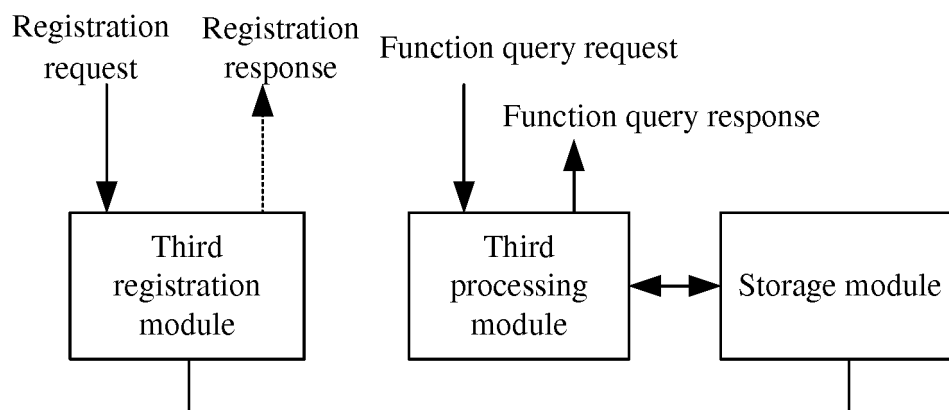 Registration
request
Registration
response
Function query request
Function query response
Third
registration
module
Third
processing
module
Storage module